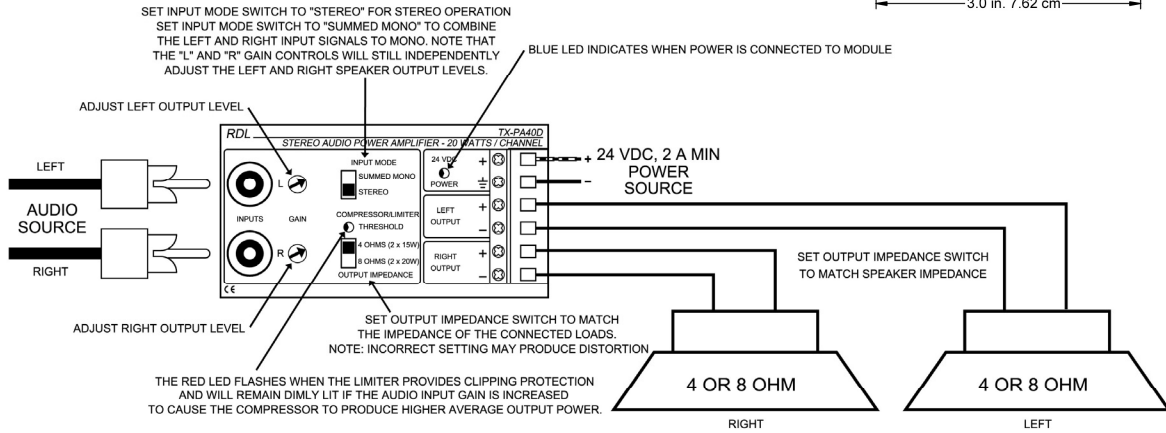 3.0 in. 7.62 cm
SET INPUT MODE SWITCH TO "STEREO" FOR STEREO OPERATION
SET INPUT MODE SWITCH TO "SUMMED MONO" TO COMBINE
THE LEFT AND RIGHT INPUT SIGNALS TO MONO. NOTE THAT
THE "L" AND "R" GAIN CONTROLS WILL STILL INDEPENDENTLY
ADJUST THE LEFT AND RIGHT SPEAKER OUTPUT LEVELS.
BLUE LED INDICATES WHEN POWER IS CONNECTED TO MODULE
ADJUST LEFT OUTPUT LEVEL
RDL
TX-PA40D
STEREO AUDIO POWER AMPLIFIER - 20 WATTS / CHANNEL
LEFT
AUDIO
SOURCE
RIGHT
INPUTS
L
GAIN
R
INPUT MODE
SUMMED MONO
STEREO
COMPRESSOR/LIMITER
THRESHOLD
4 OHMS (2 x 15W)
8 OHMS (2 x 20W)
OUTPUT IMPEDANCE
CE
24 VDC
POWER
+
LEFT
OUTPUT
+
–
RIGHT
OUTPUT
+
–
+ 24 VDC, 2 A MIN
– POWER
SOURCE
SET OUTPUT IMPEDANCE SWITCH
TO MATCH SPEAKER IMPEDANCE
ADJUST RIGHT OUTPUT LEVEL
SET OUTPUT IMPEDANCE SWITCH TO MATCH
THE IMPEDANCE OF THE CONNECTED LOADS.
NOTE: INCORRECT SETTING MAY PRODUCE DISTORTION
THE RED LED FLASHES WHEN THE LIMITER PROVIDES CLIPPING PROTECTION
AND WILL REMAIN DIMLY LIT IF THE AUDIO INPUT GAIN IS INCREASED
TO CAUSE THE COMPRESSOR TO PRODUCE HIGHER AVERAGE OUTPUT POWER.
4 OR 8 OHM
RIGHT
4 OR 8 OHM
LEFT